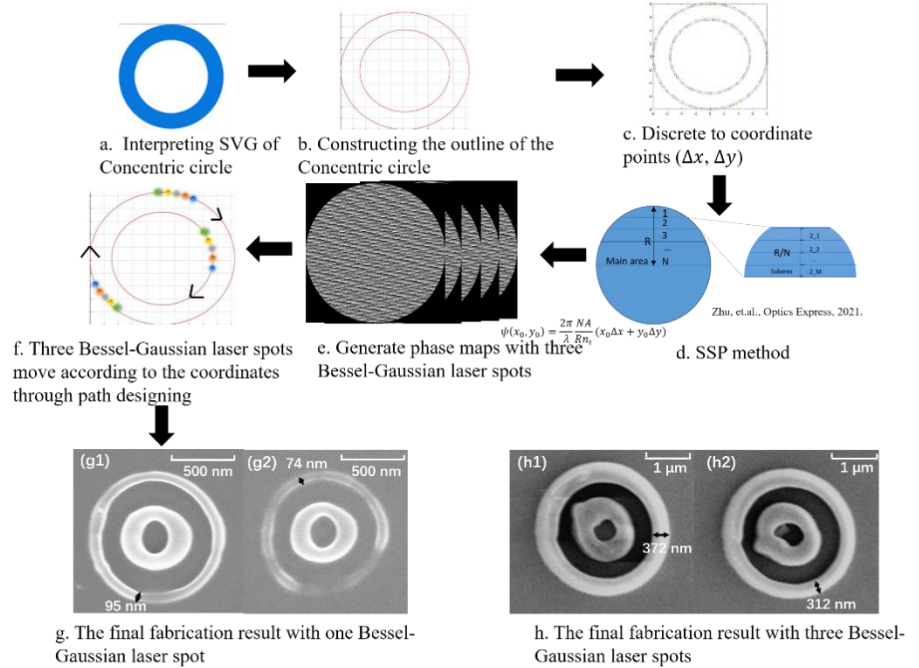 a. Interpreting SVG of
Concentric circle
b. Constructing the outline of the
Concentric circle
c. Discrete to coordinate
points (Δx, Δy)
1
2
3
...
N
R
Main area
R/N
2_1
2_2
...
2_M
Subarea
Zhu, et.al., Optics Express, 2021.
ψ(x₀, y₀) = 2π/λ NA/Rnₜ (x₀Δx + y₀Δy)
d. SSP method
e. Generate phase maps with three
Bessel-Gaussian laser spots
f. Three Bessel-Gaussian laser spots
move according to the coordinates
through path designing
(g1)
500 nm
95 nm
(g2)
500 nm
74 nm
(h1)
1 μm
372 nm
(h2)
1 μm
312 nm
g. The final fabrication result with one Bessel-
Gaussian laser spot
h. The final fabrication result with three Bessel-
Gaussian laser spots